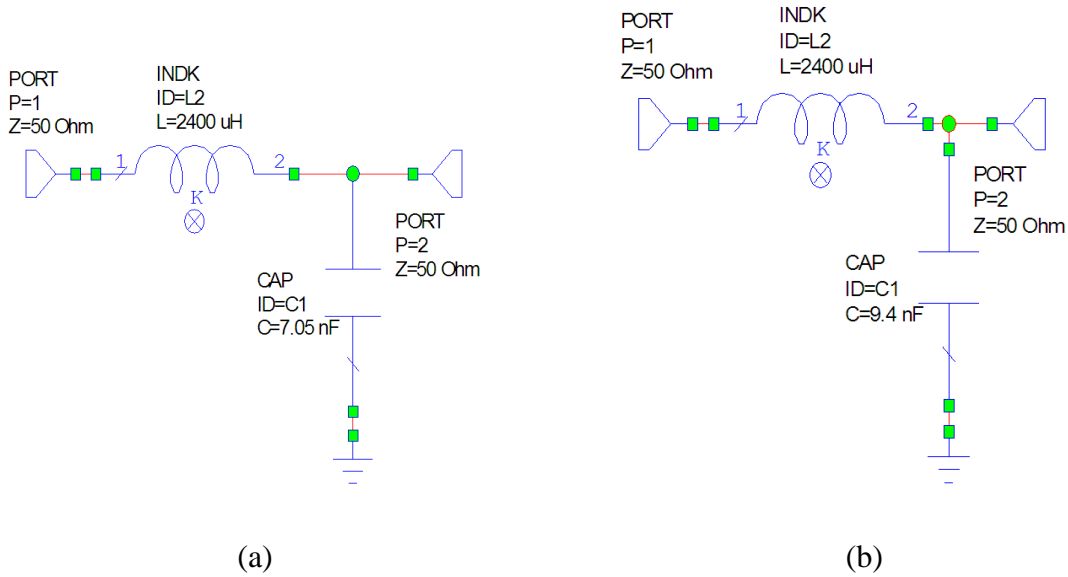 PORT
P=1
Z=50 Ohm
INDK
ID=L2
L=2400 uH
1
2
K
PORT
P=2
Z=50 Ohm
CAP
ID=C1
C=7.05 nF
(a)
PORT
P=1
Z=50 Ohm
INDK
ID=L2
L=2400 uH
1
2
K
PORT
P=2
Z=50 Ohm
CAP
ID=C1
C=9.4 nF
(b)